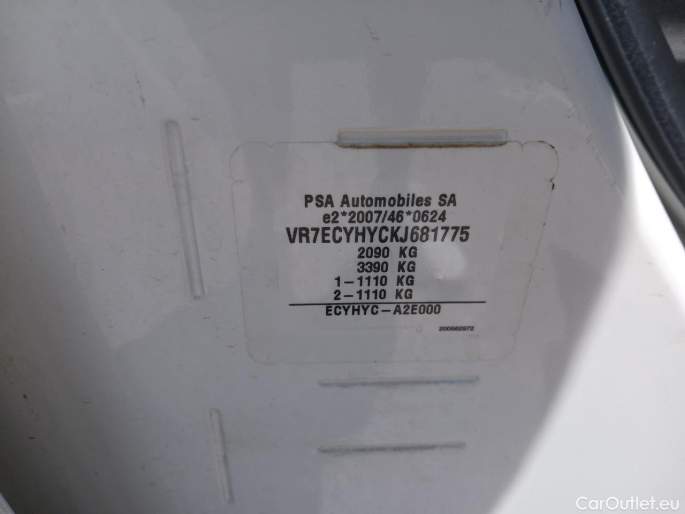 PSA Automobiles SA
e2*2007/46*0624
VR7ECYHYCKJ681775
2090 KG
3390 KG
1-1110 KG
2-1110 KG
ECYHYC-A2E000
CarOutlet.eu